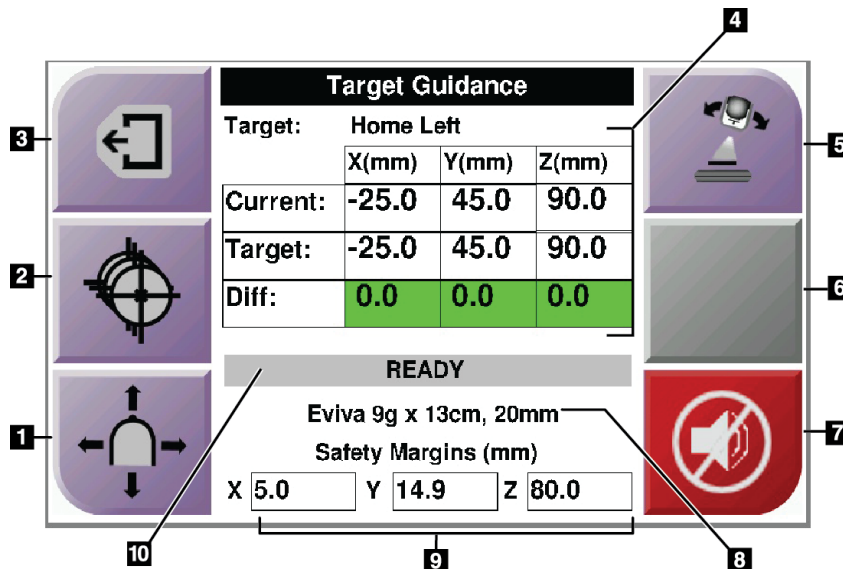 4
Target Guidance
3
Target: Home Left
5
X(mm) Y(mm) Z(mm)
Current: -25.0 45.0 90.0
Target: -25.0 45.0 90.0
2
6
Diff: 0.0 0.0 0.0
READY
Eviva 9g x 13cm, 20mm
1
7
Safety Margins (mm)
X 5.0 Y 14.9 Z 80.0
10
9
8